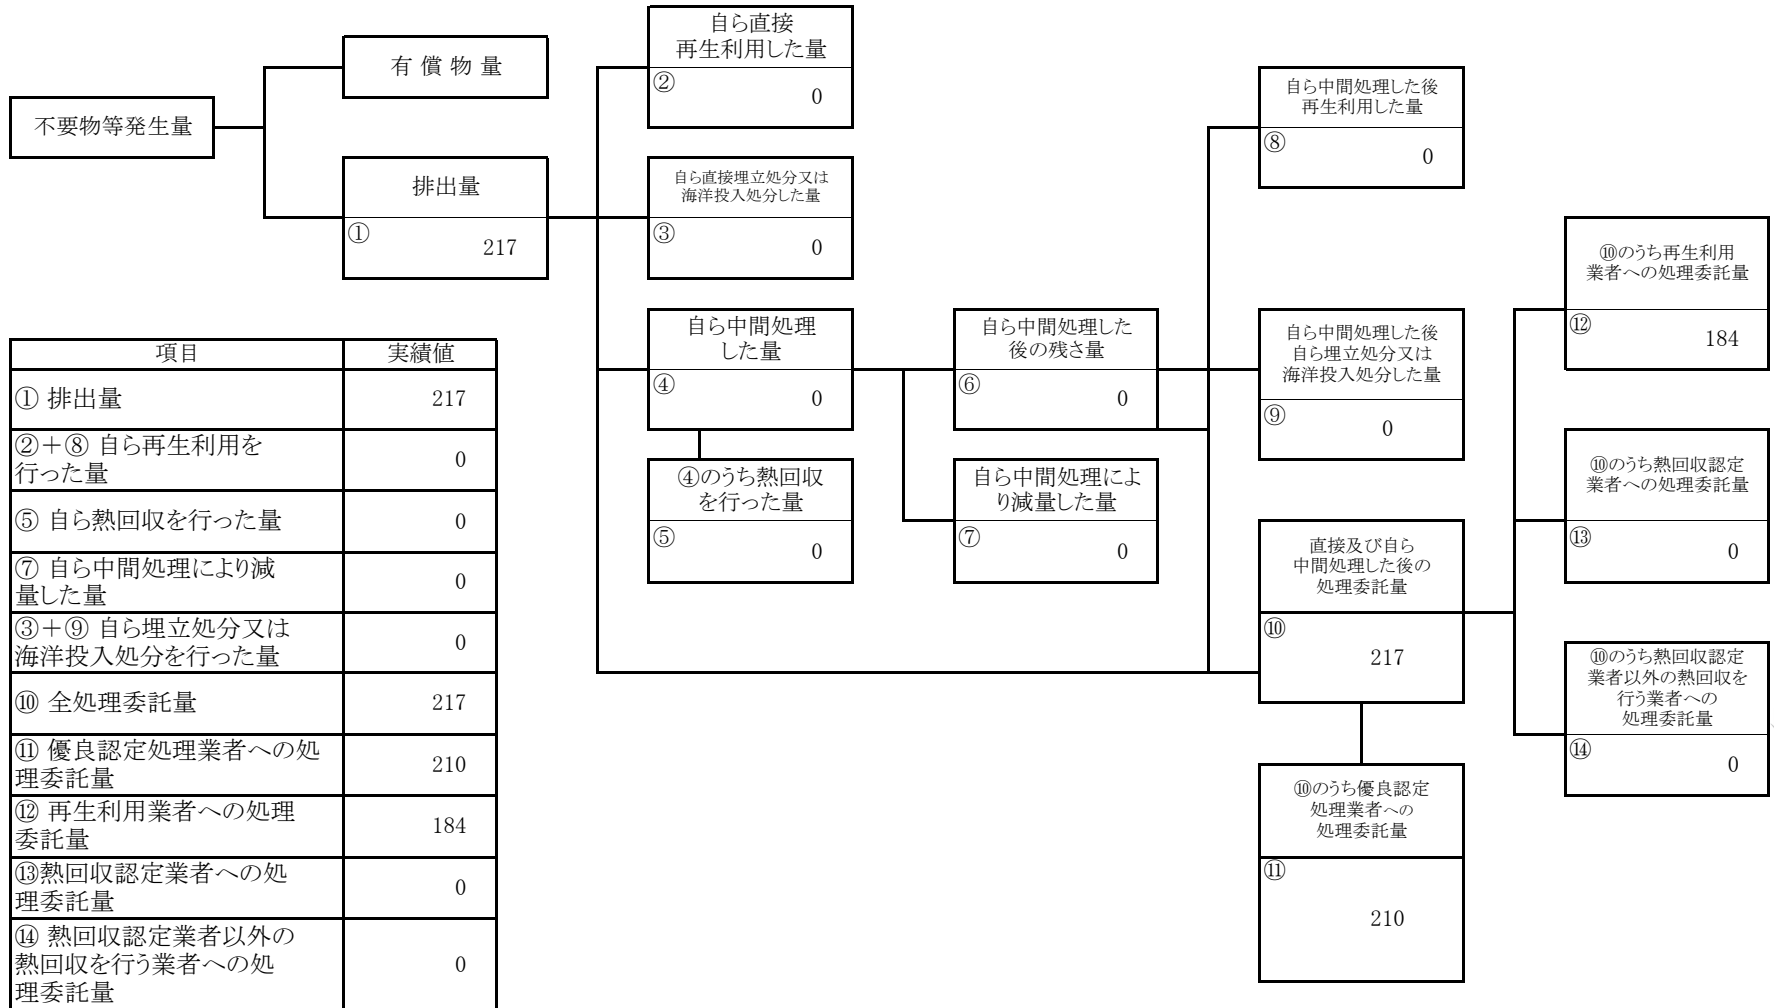 不要物等発生量
有 償 物 量
排出量
①
217
自ら直接
再生利用した量
②
0
自ら直接埋立処分又は
海洋投入処分した量
③
0
自ら中間処理
した量
④
0
④のうち熱回収
を行った量
⑤
0
自ら中間処理した
後の残さ量
⑥
0
自ら中間処理によ
り減量した量
⑦
0
自ら中間処理した後
再生利用した量
⑧
0
自ら中間処理した後
自ら埋立処分又は
海洋投入処分した量
⑨
0
直接及び自ら
中間処理した後の
処理委託量
⑩
217
⑩のうち優良認定
処理業者への
処理委託量
⑪
210
⑩のうち再生利用
業者への処理委託量
⑫
184
⑩のうち熱回収認定
業者への処理委託量
⑬
0
⑩のうち熱回収認定
業者以外の熱回収を
行う業者への
処理委託量
⑭
0
項目 実績値
① 排出量 217
②+⑧ 自ら再生利用を
行った量 0
⑤ 自ら熱回収を行った量 0
⑦ 自ら中間処理により減
量した量 0
③+⑨ 自ら埋立処分又は
海洋投入処分を行った量 0
⑩ 全処理委託量 217
⑪ 優良認定処理業者への処
理委託量 210
⑫ 再生利用業者への処理
委託量 184
⑬熱回収認定業者への処
理委託量 0
⑭ 熱回収認定業者以外の
熱回収を行う業者への処
理委託量 0